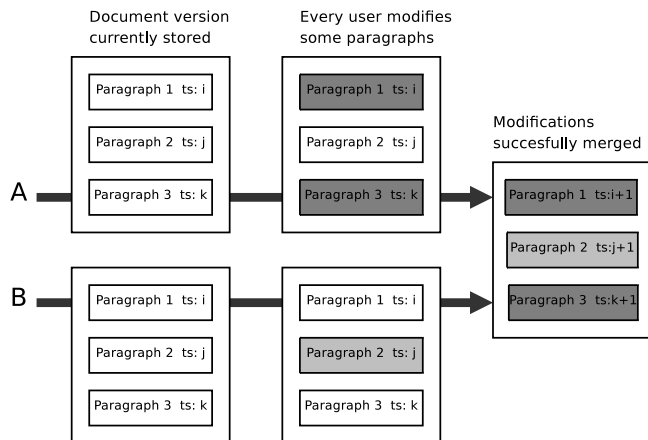 Document version
currently stored
Every user modifies
some paragraphs
Modifications
succesfully merged
A
Paragraph 1 ts: i
Paragraph 2 ts: j
Paragraph 3 ts: k
Paragraph 1 ts: i
Paragraph 2 ts: j
Paragraph 3 ts: k
B
Paragraph 1 ts: i
Paragraph 2 ts: j
Paragraph 3 ts: k
Paragraph 1 ts: i
Paragraph 2 ts: j
Paragraph 3 ts: k
Paragraph 1 ts:i+1
Paragraph 2 ts:j+1
Paragraph 3 ts:k+1